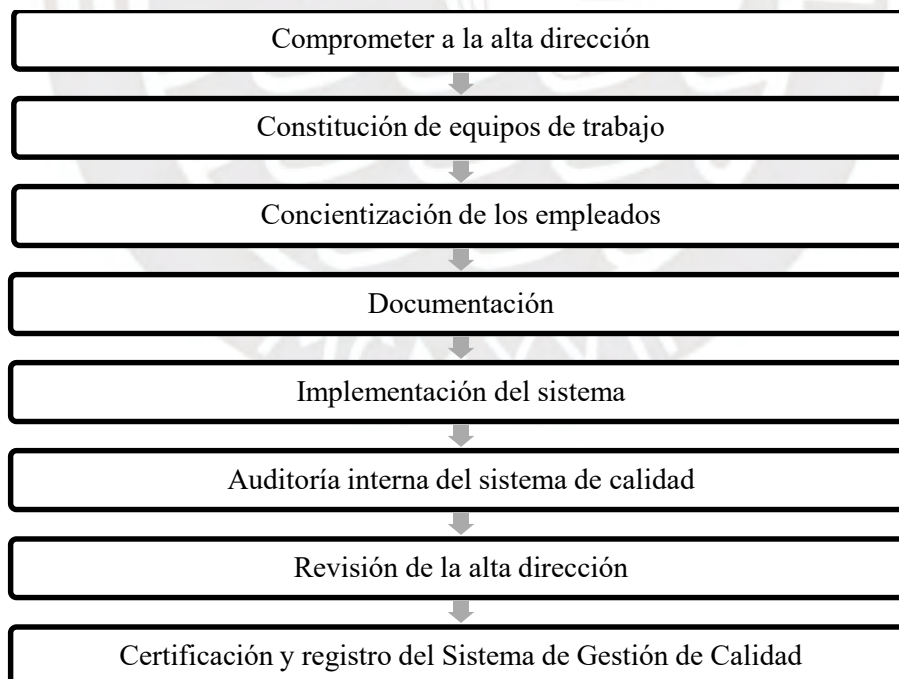 Comprometer a la alta dirección
Constitución de equipos de trabajo
Concientización de los empleados
Documentación
Implementación del sistema
Auditoría interna del sistema de calidad
Revisión de la alta dirección
Certificación y registro del Sistema de Gestión de Calidad